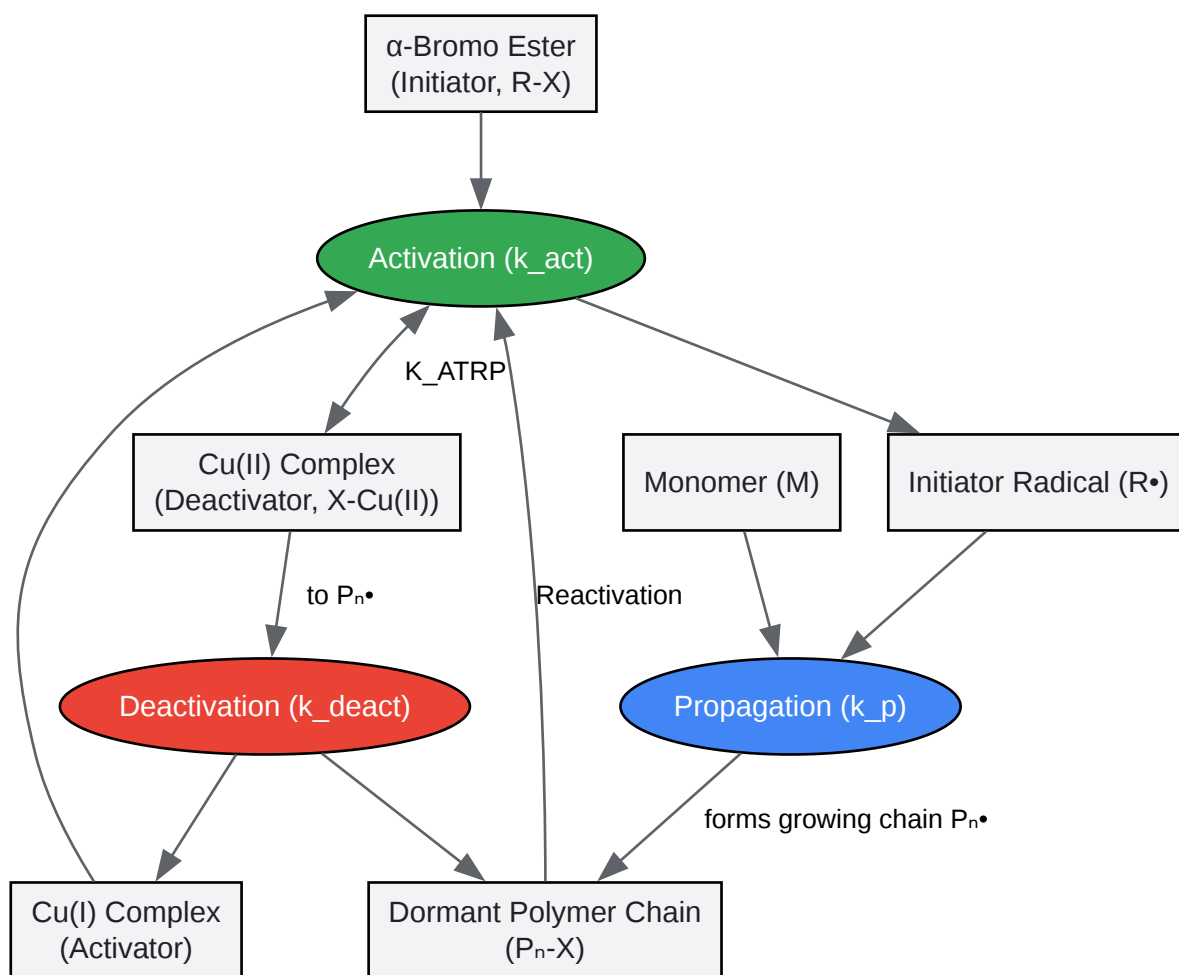 α-Bromo Ester
(Initiator, R-X)
Activation (k_act)
K_ATRP
Cu(II) Complex
(Deactivator, X-Cu(II))
Monomer (M)
Initiator Radical (R•)
to Pₙ•
Reactivation
Deactivation (k_deact)
Propagation (k_p)
forms growing chain Pₙ•
Cu(I) Complex
(Activator)
Dormant Polymer Chain
(Pₙ-X)